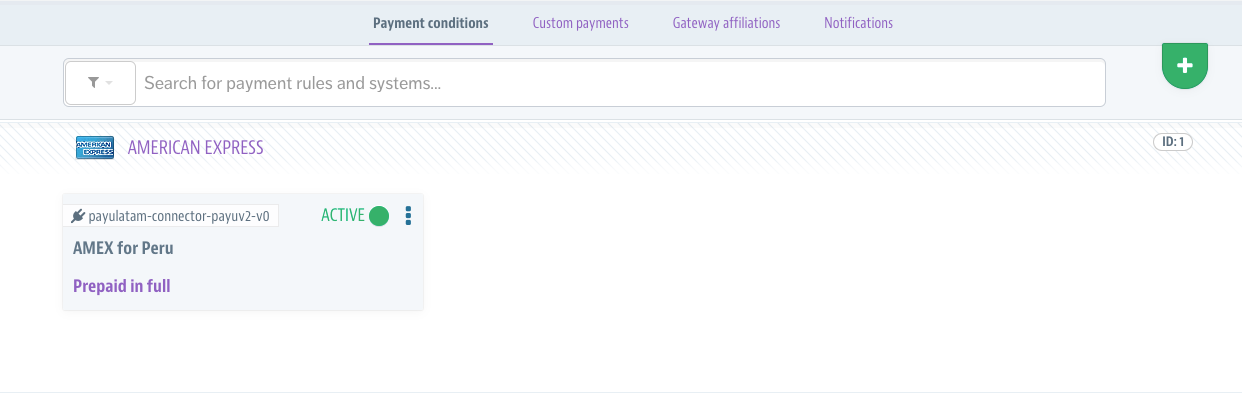 Payment conditions Custom payments Gateway affiliations Notifications
Search for payment rules and systems...
AMERICAN EXPRESS AMERICAN EXPRESS ID: 1
payulatam-connector-payuv2-v0 ACTIVE
AMEX for Peru
Prepaid in full